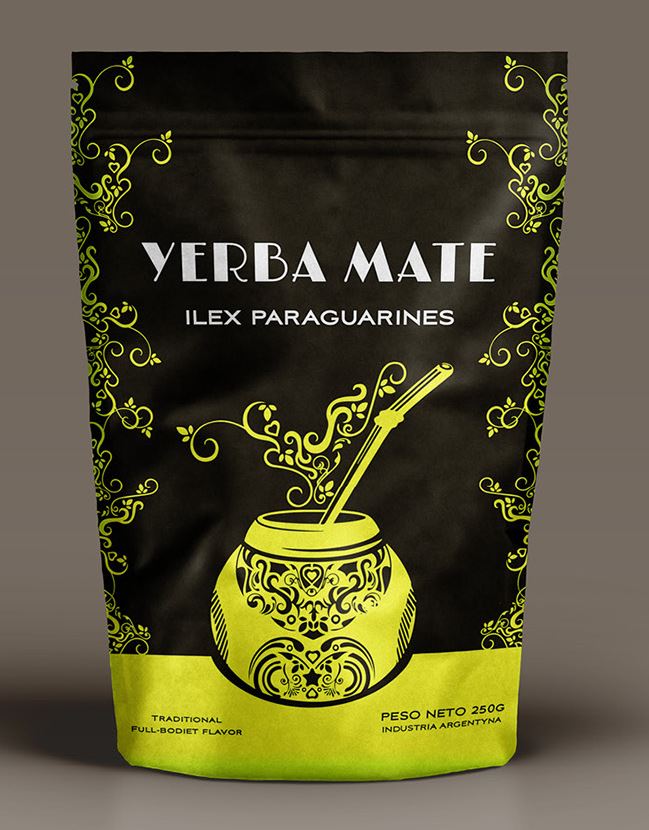 YERBA MATE
ILEX PARAGUARINES
TRADITIONAL
FULL-BODIET FLAVOR
PESO NETO 250G
INDUSTRIA ARGENTYNA